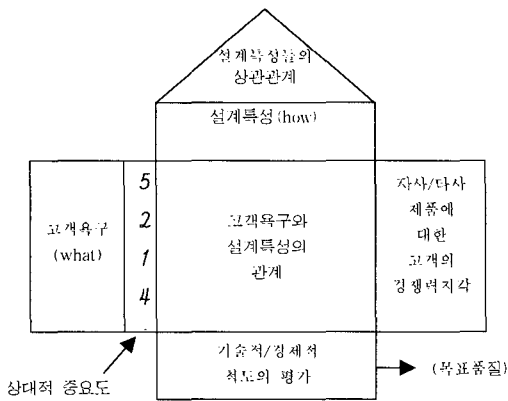 설계특성들의
상관관계
설계특성(how)
고객욕구
(what)
5
2
1
4
고객욕구와
설계특성의
관계
자사/타사
제품에
대한
고객의
경쟁력지각
기술적/경제적
척도의 평가
(목표품질)
상대적 중요도